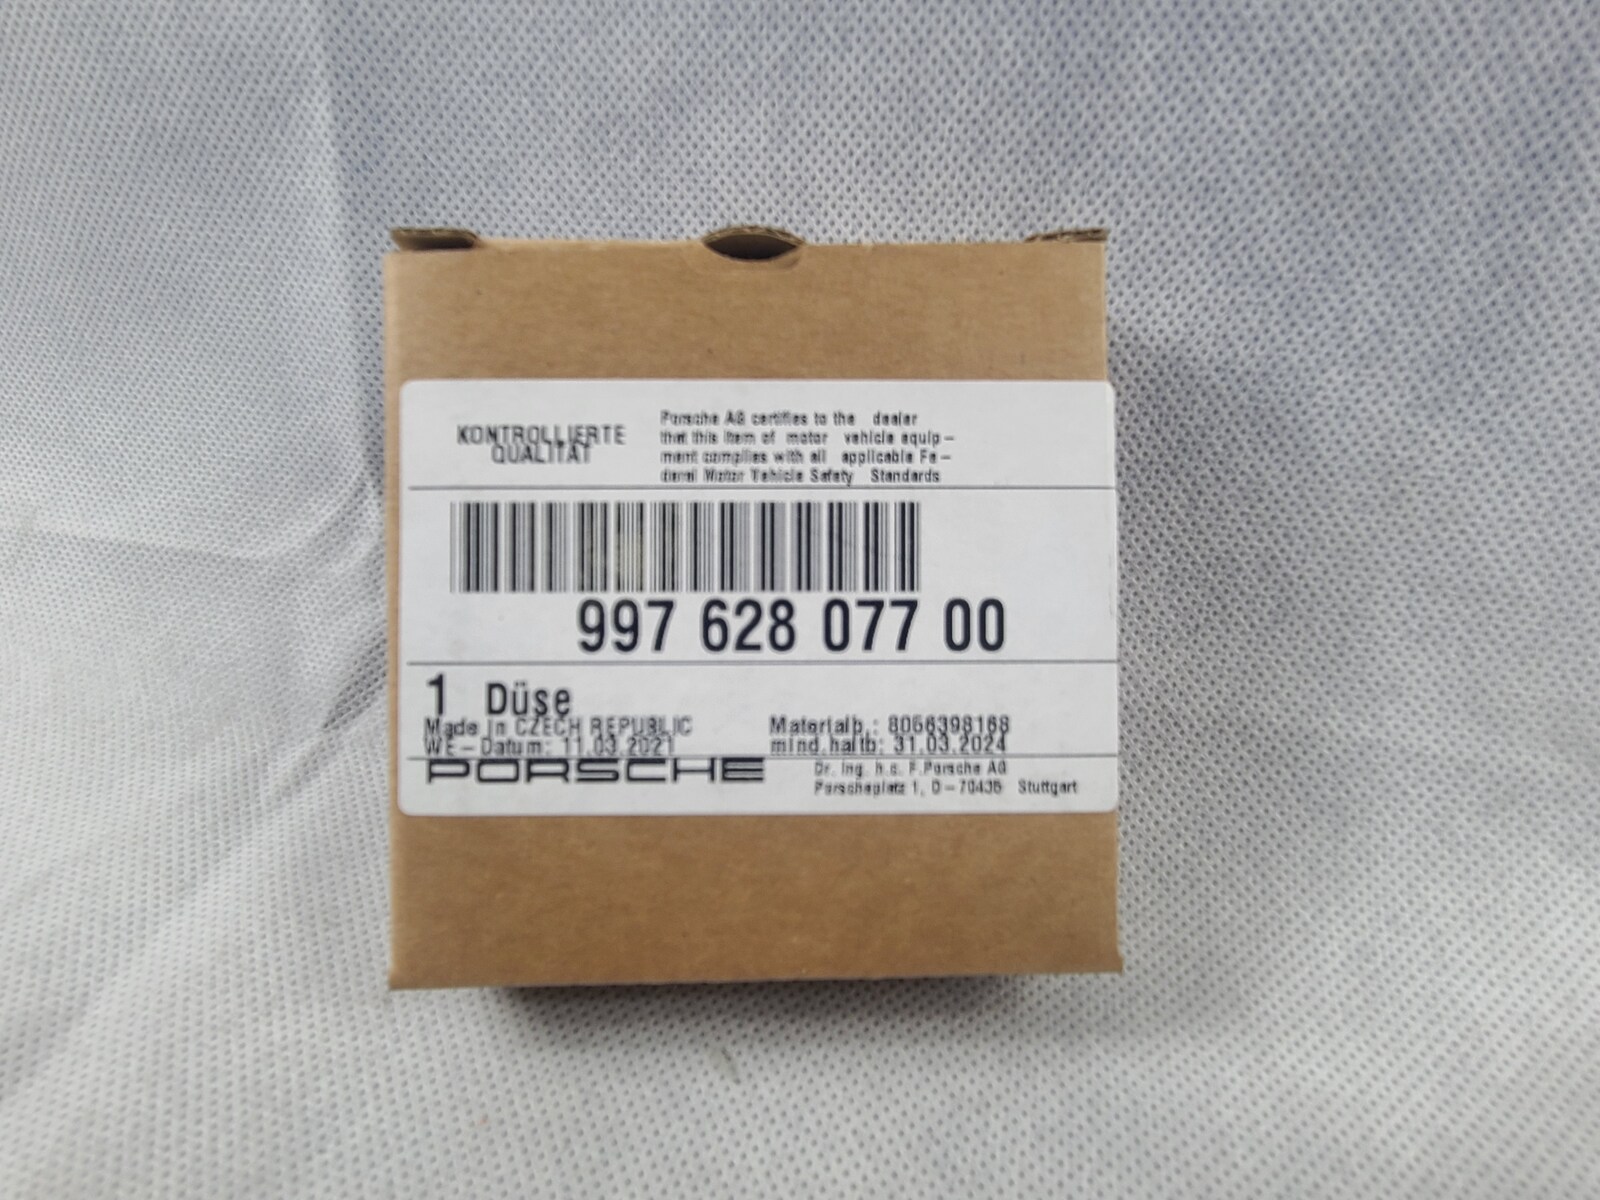 KONTROLLIERTE
QUALITÄT
Porsche AG certifies to the dealer
that this item of motor vehicle equip-
ment complies with all applicable Fe-
deral Motor Vehicle Safety Standards
997 628 077 00
1 Düse
Made in CZECH REPUBLIC
WE-Datum: 11.03.2021
Materialb.: 8056398168
mind.haltb: 31.03.2024
PORSCHE
Dr. Ing. h.c. F.Porsche AG
Porscheplatz 1, D-70435 Stuttgart